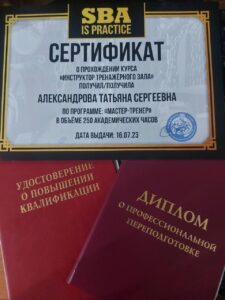 SBA
IS PRACTICE
СЕРТИФИКАТ
О ПРОХОЖДЕНИИ КУРСА
«ИНСТРУКТОР ТРЕНАЖЁРНОГО ЗАЛА»
ПОЛУЧИЛ/ПОЛУЧИЛА
АЛЕКСАНДРОВА ТАТЬЯНА СЕРГЕЕВНА
ПО ПРОГРАММЕ: «МАСТЕР-ТРЕНЕР»
В ОБЪЁМЕ 250 АКАДЕМИЧЕСКИХ ЧАСОВ
ДАТА ВЫДАЧИ: 16.07.23
УДОСТОВЕРЕНИЕ
О ПОВЫШЕНИИ
КВАЛИФИКАЦИИ
ДИПЛОМ
О ПРОФЕССИОНАЛЬНОЙ
ПЕРЕПОДГОТОВКЕ